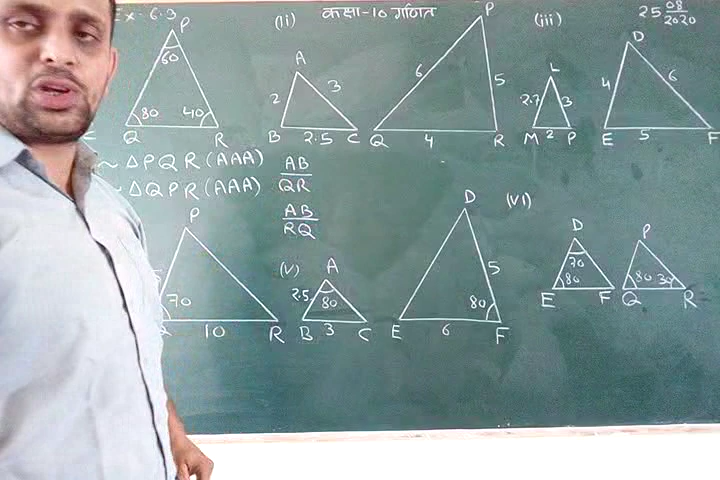 Ex-6.3
(ii)
कक्षा-10 गणित
(iii)
25 08/2020
P
60
80
40
Q
R
A
2
3
B
2.5
C
P
6
5
Q
4
R
L
2.7
3
M
2
P
D
4
6
E
5
F
~ △PQR (AAA)
~ △QPR (AAA)
AB
QR
AB
RQ
P
70
10
R
(V)
A
2.5
80
B
3
C
D
5
80
E
6
F
(VI)
D
70
80
E
F
P
80
30
Q
R